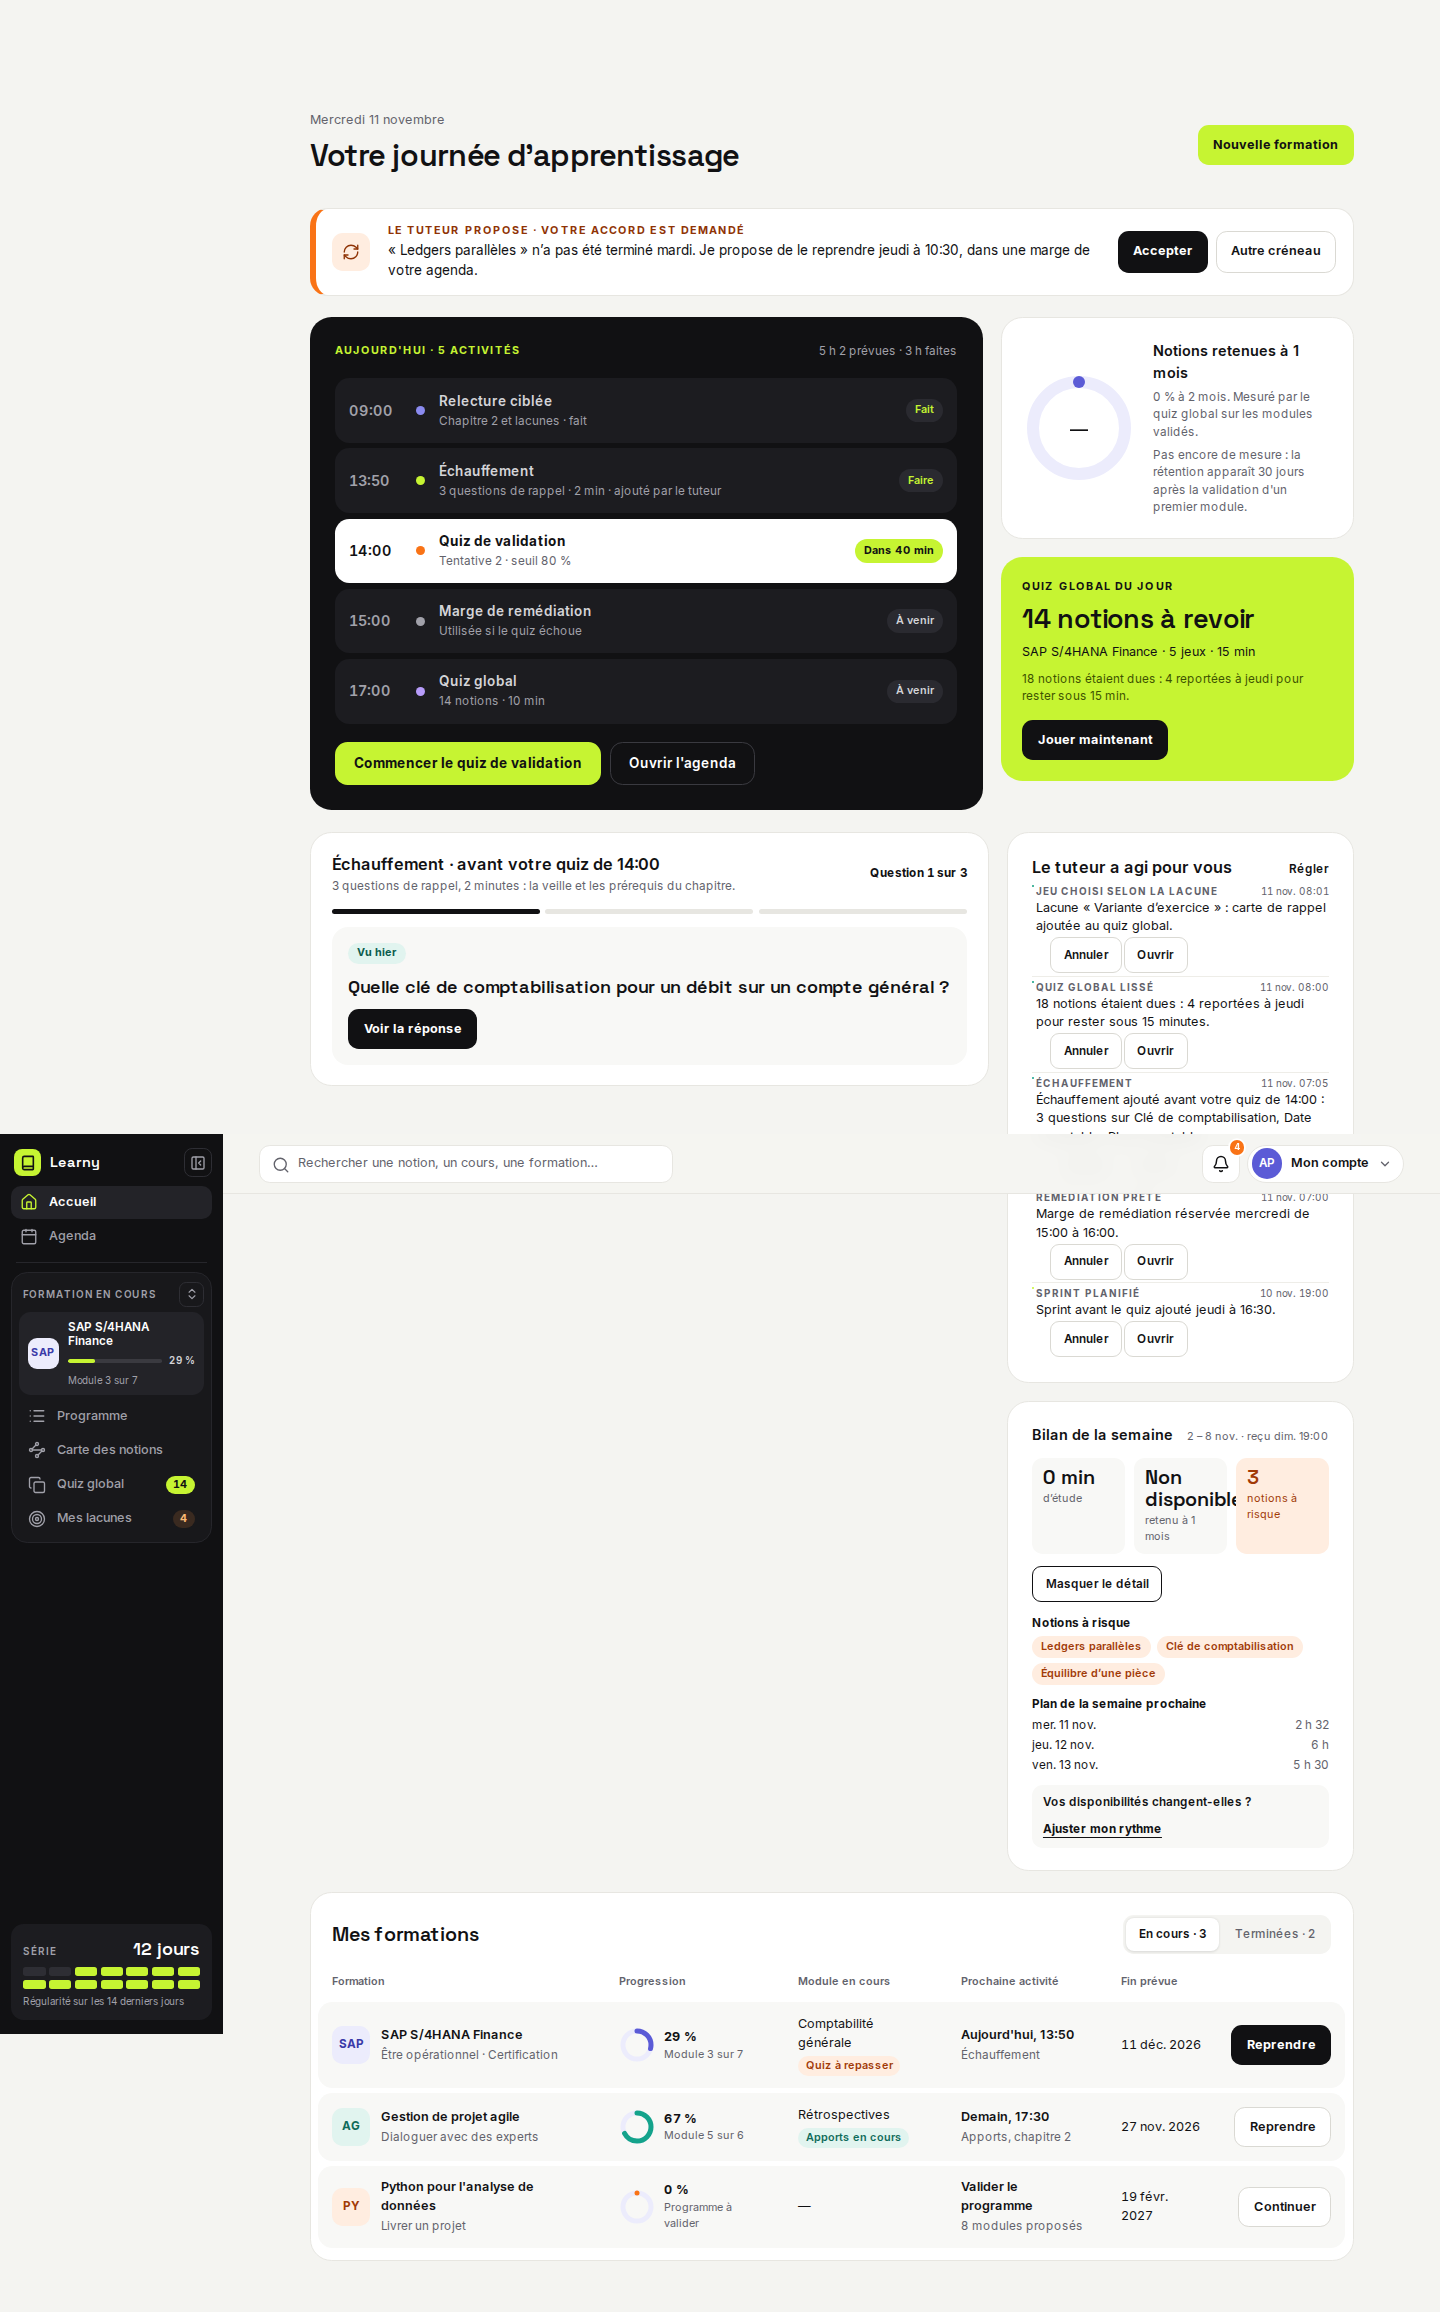 Mercredi 11 novembre
Votre journée d’apprentissage
Nouvelle formation
LE TUTEUR PROPOSE · VOTRE ACCORD EST DEMANDÉ
« Ledgers parallèles » n’a pas été terminé mardi. Je propose de le reprendre jeudi à 10:30, dans une marge de
votre agenda.
Accepter
Autre créneau
AUJOURD'HUI · 5 ACTIVITÉS
5 h 2 prévues · 3 h faites
09:00
Relecture ciblée
Chapitre 2 et lacunes · fait
Fait
13:50
Échauffement
3 questions de rappel · 2 min · ajouté par le tuteur
Faire
14:00
Quiz de validation
Tentative 2 · seuil 80 %
Dans 40 min
15:00
Marge de remédiation
Utilisée si le quiz échoue
À venir
17:00
Quiz global
14 notions · 10 min
À venir
Commencer le quiz de validation
Ouvrir l'agenda
—
Notions retenues à 1
mois
0 % à 2 mois. Mesuré par le
quiz global sur les modules
validés.
Pas encore de mesure : la
rétention apparaît 30 jours
après la validation d'un
premier module.
QUIZ GLOBAL DU JOUR
14 notions à revoir
SAP S/4HANA Finance · 5 jeux · 15 min
18 notions étaient dues : 4 reportées à jeudi pour
rester sous 15 min.
Jouer maintenant
Échauffement · avant votre quiz de 14:00
3 questions de rappel, 2 minutes : la veille et les prérequis du chapitre.
Question 1 sur 3
Vu hier
Quelle clé de comptabilisation pour un débit sur un compte général ?
Voir la réponse
Le tuteur a agi pour vous
Régler
JEU CHOISI SELON LA LACUNE
11 nov. 08:01
Lacune « Variante d’exercice » : carte de rappel
ajoutée au quiz global.
Annuler
Ouvrir
QUIZ GLOBAL LISSÉ
11 nov. 08:00
18 notions étaient dues : 4 reportées à jeudi
pour rester sous 15 minutes.
Annuler
Ouvrir
ÉCHAUFFEMENT
11 nov. 07:05
Échauffement ajouté avant votre quiz de 14:00 :
3 questions sur Clé de comptabilisation, Date
Learny
Rechercher une notion, un cours, une formation…
4
AP
Mon compte
Accueil
Agenda
REMÉDIATION PRÊTE
11 nov. 07:00
Marge de remédiation réservée mercredi de
15:00 à 16:00.
Annuler
Ouvrir
SPRINT PLANIFIÉ
10 nov. 19:00
Sprint avant le quiz ajouté jeudi à 16:30.
Annuler
Ouvrir
FORMATION EN COURS
SAP
SAP S/4HANA
Finance
29 %
Module 3 sur 7
Programme
Carte des notions
Quiz global
14
Mes lacunes
4
Bilan de la semaine
2 – 8 nov. · reçu dim. 19:00
0 min
d’étude
Non
disponible
retenu à 1
mois
3
notions à
risque
Masquer le détail
Notions à risque
Ledgers parallèles
Clé de comptabilisation
Équilibre d’une pièce
Plan de la semaine prochaine
mer. 11 nov.
2 h 32
jeu. 12 nov.
6 h
ven. 13 nov.
5 h 30
Vos disponibilités changent-elles ?
Ajuster mon rythme
SÉRIE
12 jours
Régularité sur les 14 derniers jours
Mes formations
En cours · 3
Terminées · 2
Formation
Progression
Module en cours
Prochaine activité
Fin prévue
SAP
SAP S/4HANA Finance
Être opérationnel · Certification
29 %
Module 3 sur 7
Comptabilité
générale
Quiz à repasser
Aujourd'hui, 13:50
Échauffement
11 déc. 2026
Reprendre
AG
Gestion de projet agile
Dialoguer avec des experts
67 %
Module 5 sur 6
Rétrospectives
Apports en cours
Demain, 17:30
Apports, chapitre 2
27 nov. 2026
Reprendre
PY
Python pour l'analyse de
données
Livrer un projet
0 %
Programme à
valider
—
Valider le
programme
8 modules proposés
19 févr.
2027
Continuer